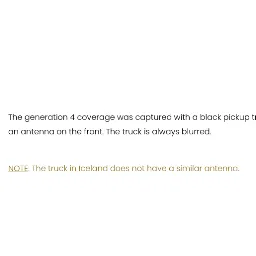 The generation 4 coverage was captured with a black pickup
an antenna on the front. The truck is always blurred.
NOTE: The truck in Iceland does not have a similar antenna.